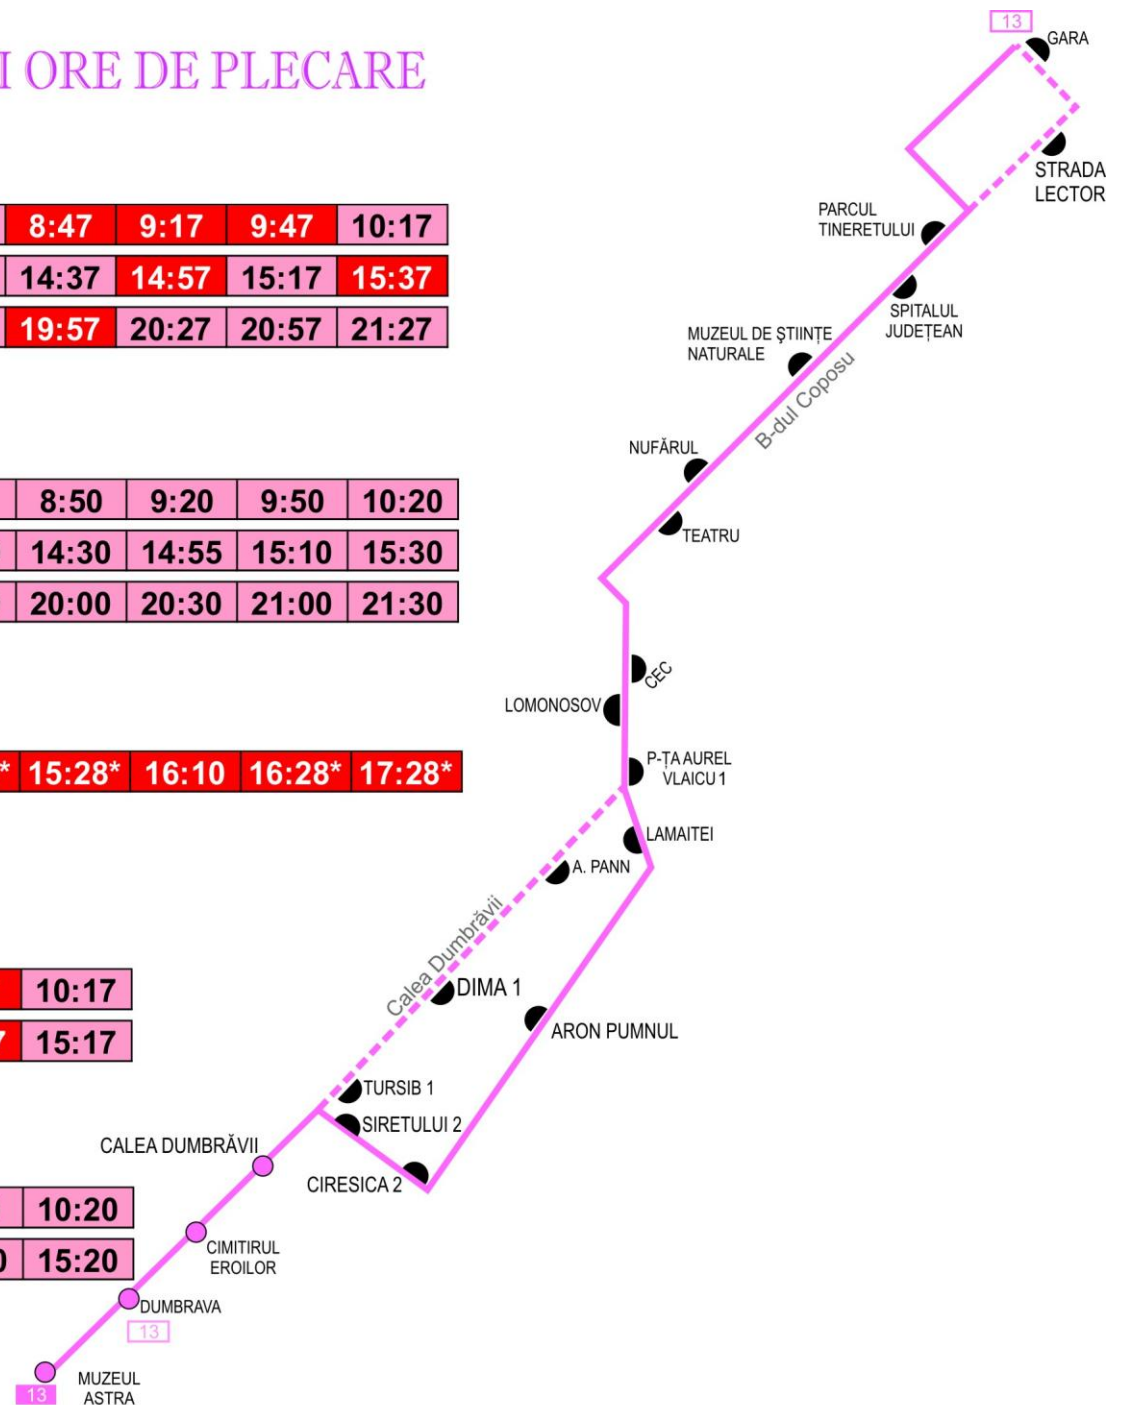 I ORE DE PLECARE
8:47 9:17 9:47 10:17
14:37 14:57 15:17 15:37
19:57 20:27 20:57 21:27
8:50 9:20 9:50 10:20
14:30 14:55 15:10 15:30
20:00 20:30 21:00 21:30
* 15:28* 16:10 16:28* 17:28*
10:17
7 15:17
10:20
0 15:20
13
GARA
STRADA
LECTOR
PARCUL
TINERETULUI
SPITALUL
JUDEȚEAN
MUZEUL DE ŞTIINȚE
NATURALE
B-dul Coposu
NUFĂRUL
TEATRU
CEC
LOMONOSOV
P-ȚA AUREL
VLAICU 1
LAMAITEI
A. PANN
Calea Dumbrăvii
DIMA 1
ARON PUMNUL
TURSIB 1
SIRETULUI 2
CALEA DUMBRĂVII
CIRESICA 2
CIMITIRUL
EROILOR
DUMBRAVA
13
MUZEUL
ASTRA
13